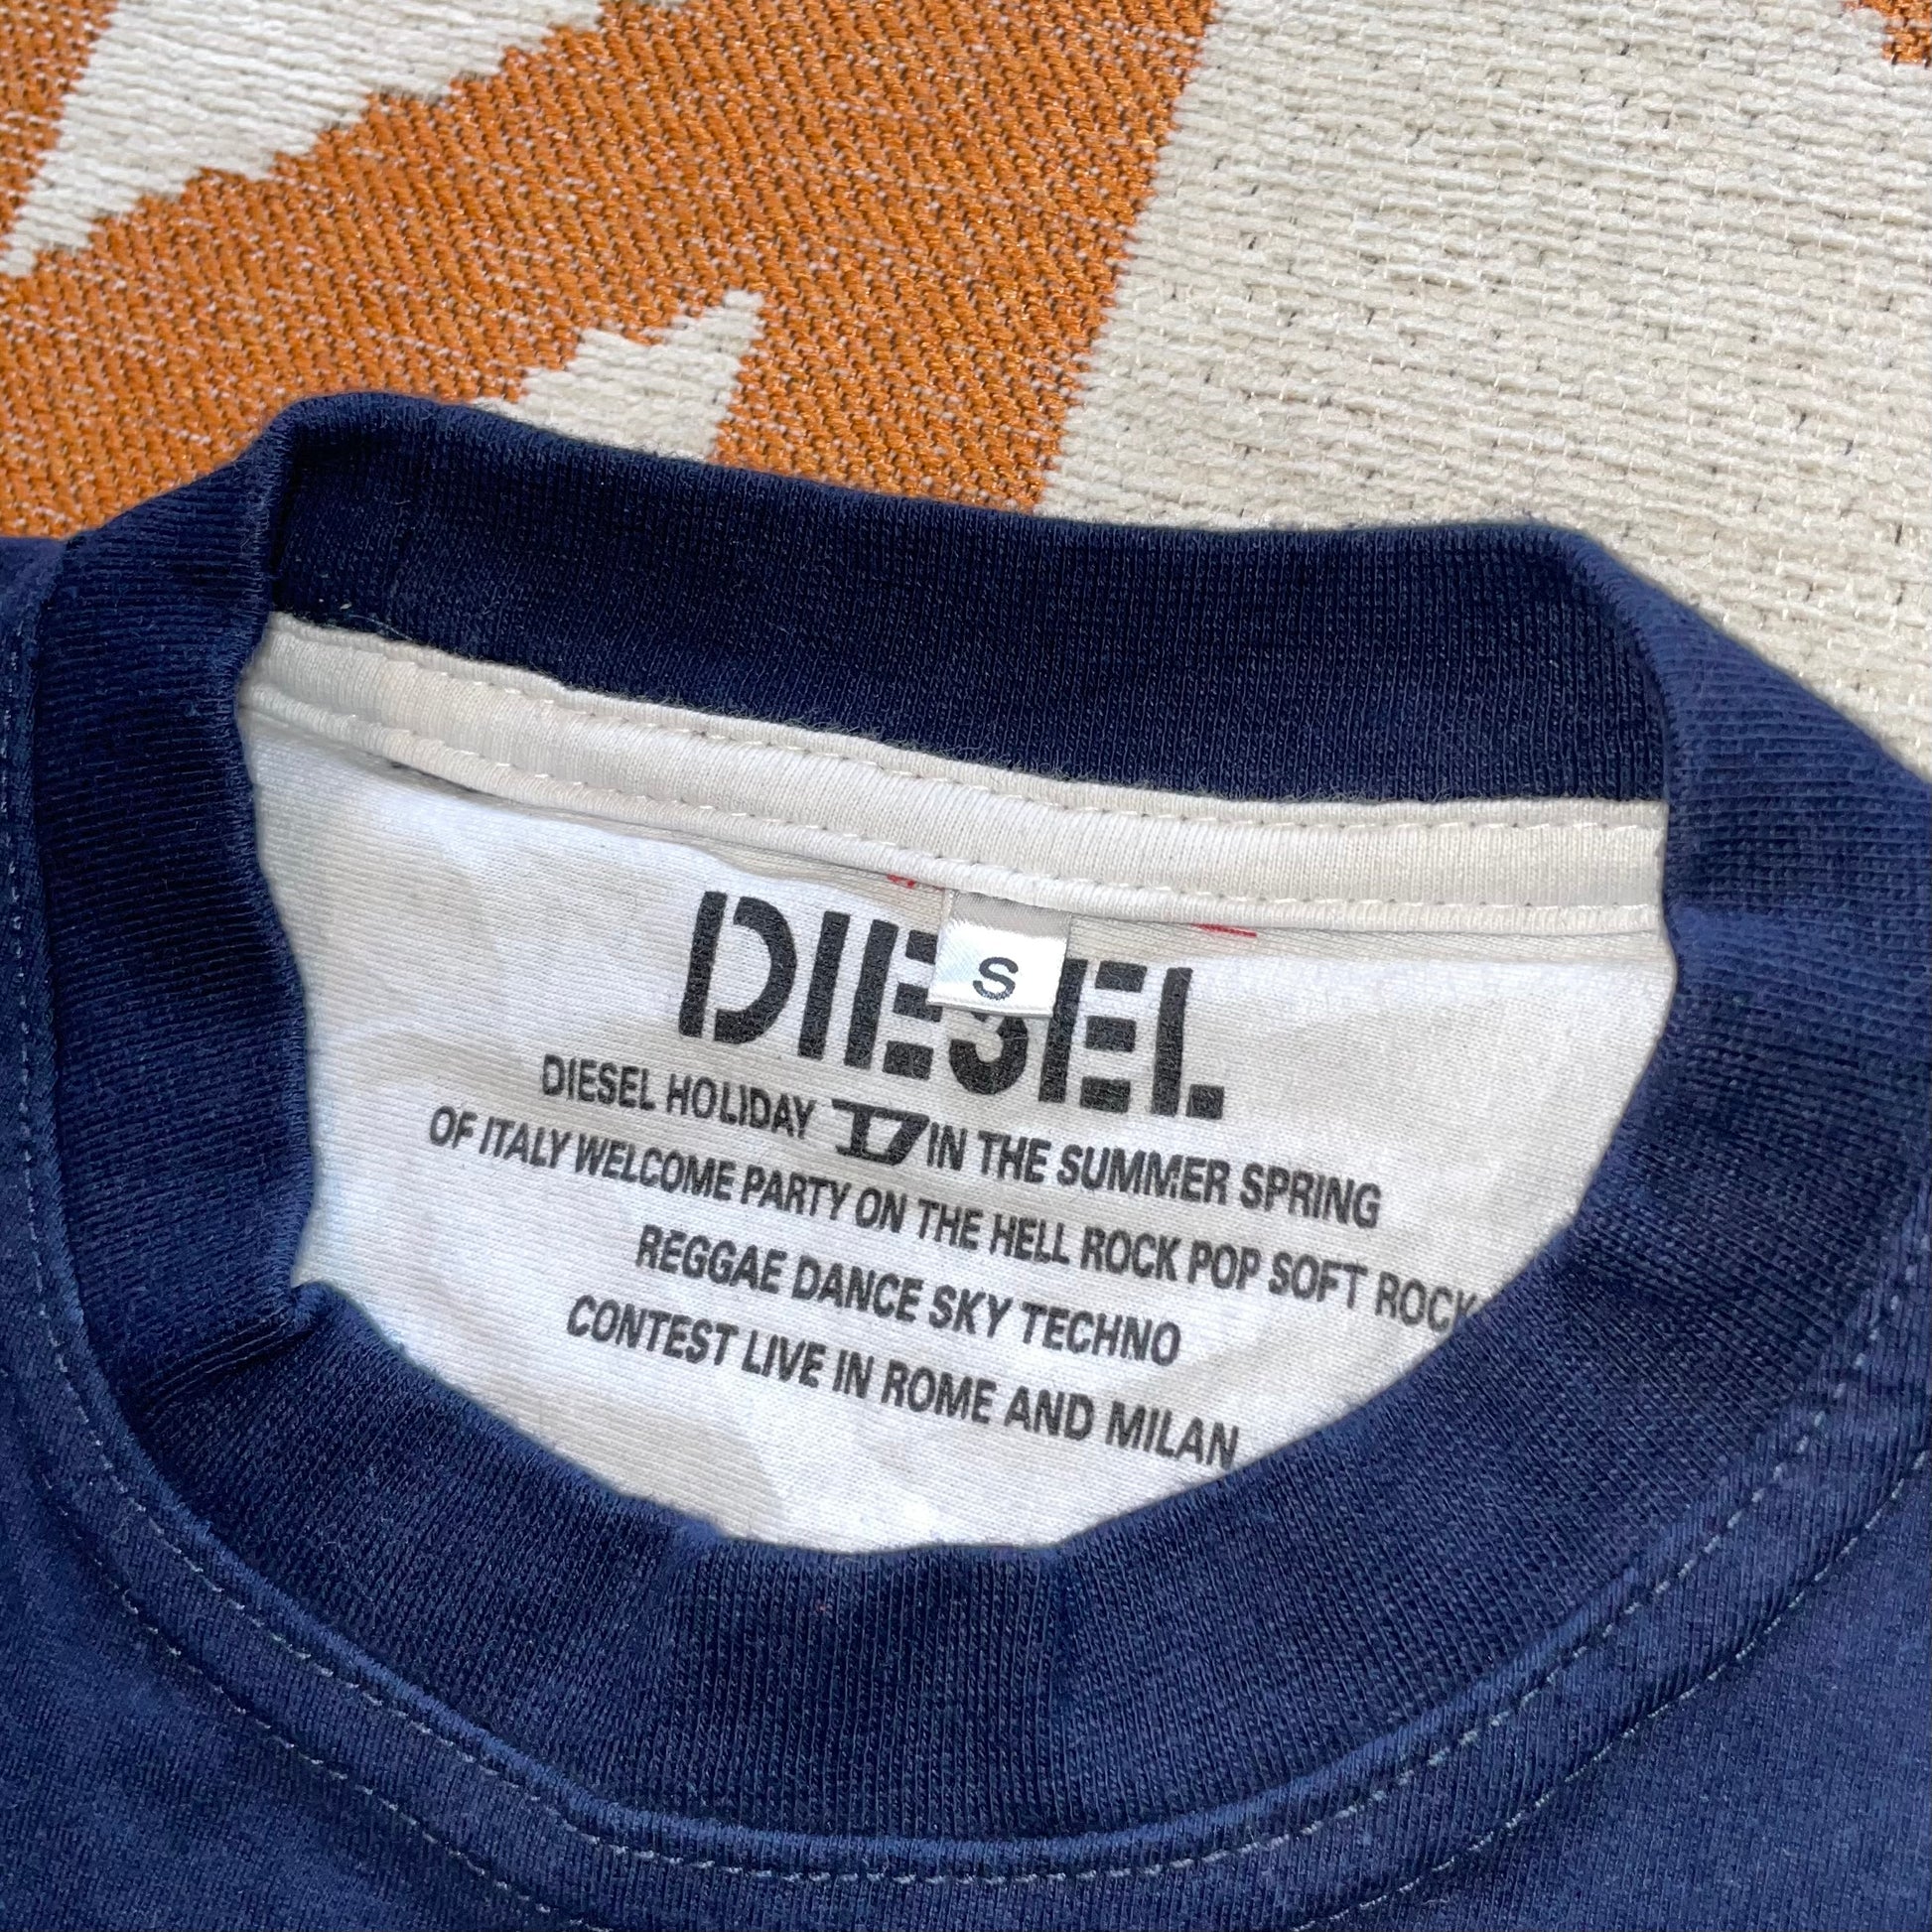 DIESEL
S
DIESEL HOLIDAY D IN THE SUMMER SPRING
OF ITALY WELCOME PARTY ON THE HELL ROCK POP SOFT ROCK
REGGAE DANCE SKY TECHNO
CONTEST LIVE IN ROME AND MILAN